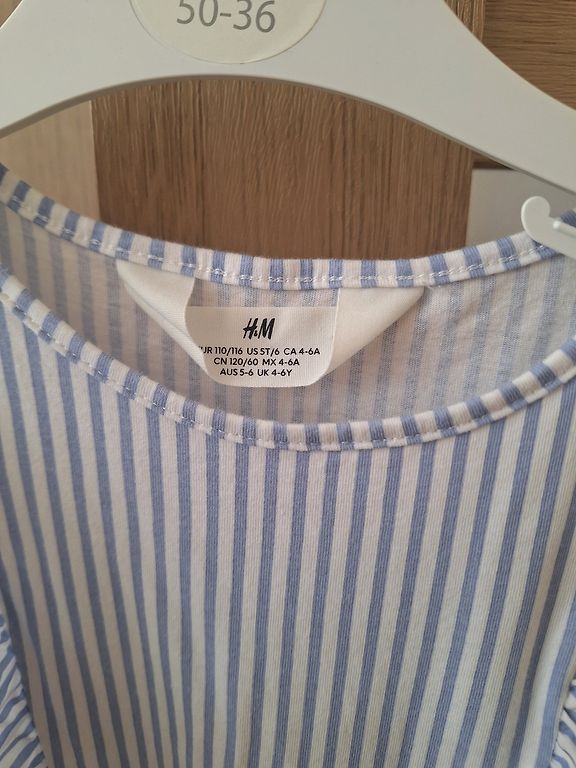 50-36
H&M
EUR 110/116 US 5T/6 CA 4-6A
CN 120/60 MX 4-6A
AUS 5-6 UK 4-6Y